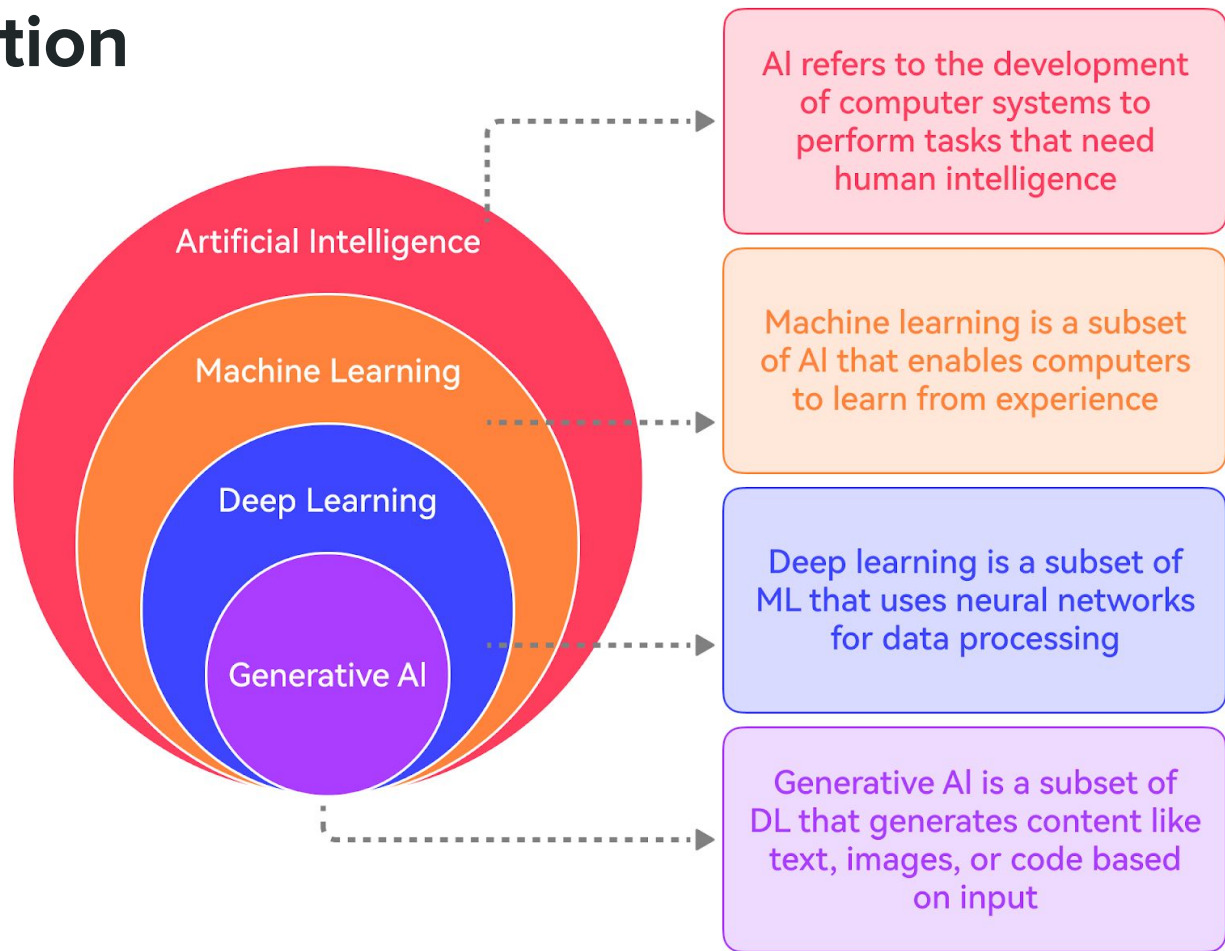 tion
Artificial Intelligence
Machine Learning
Deep Learning
Generative AI
AI refers to the development
of computer systems to
perform tasks that need
human intelligence
Machine learning is a subset
of AI that enables computers
to learn from experience
Deep learning is a subset of
ML that uses neural networks
for data processing
Generative AI is a subset of
DL that generates content like
text, images, or code based
on input